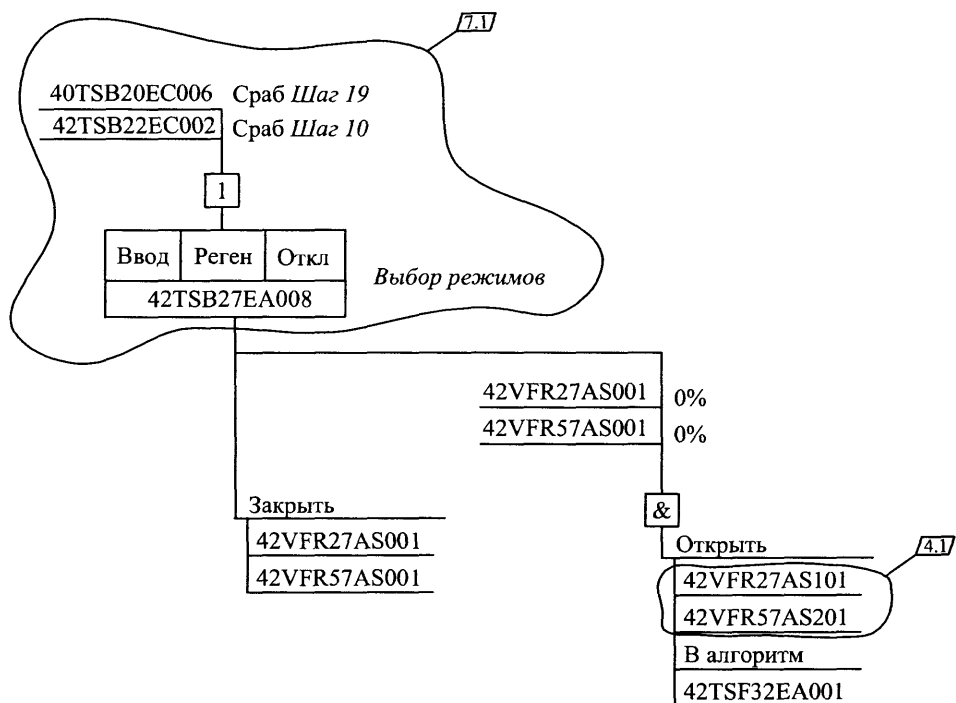 7.1
40TSB20EC006 Сраб Шаг 19
42TSB22EC002 Сраб Шаг 10
1
Ввод Реген Откл
Выбор режимов
42TSB27EA008
42VFR27AS001 0%
42VFR57AS001 0%
&
Закрыть
42VFR27AS001
42VFR57AS001
Открыть
4.1
42VFR27AS101
42VFR57AS201
В алгоритм
42TSF32EA001